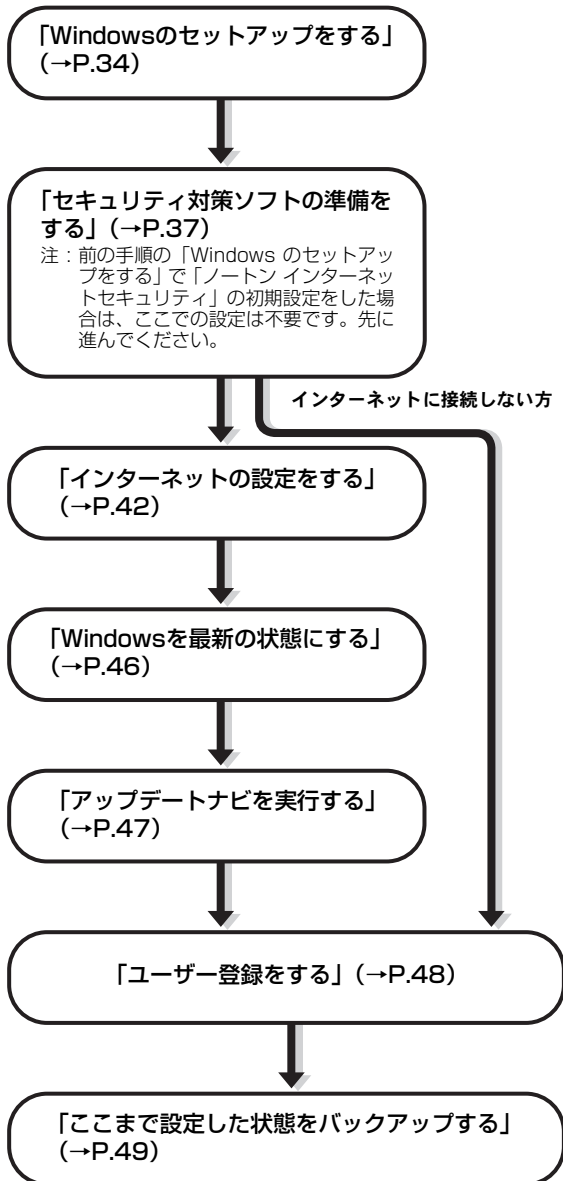 「Windowsのセットアップをする」
（→P.34）
「セキュリティ対策ソフトの準備を
する」（→P.37）
注：前の手順の「Windows のセットアッ
プをする」で「ノートン インターネッ
トセキュリティ」の初期設定をした場
合は、ここでの設定は不要です。先に
進んでください。
インターネットに接続しない方
「インターネットの設定をする」
（→P.42）
「Windowsを最新の状態にする」
（→P.46）
「アップデートナビを実行する」
（→P.47）
「ユーザー登録をする」（→P.48）
「ここまで設定した状態をバックアップする」
（→P.49）